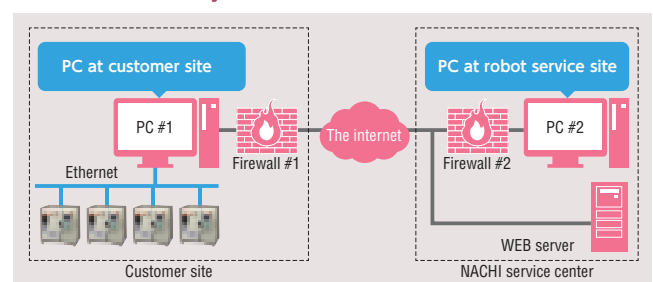 PC at customer site
PC at robot service site
PC #1
The internet
PC #2
Firewall #1
Firewall #2
Ethernet
WEB server
Customer site
NACHI service center